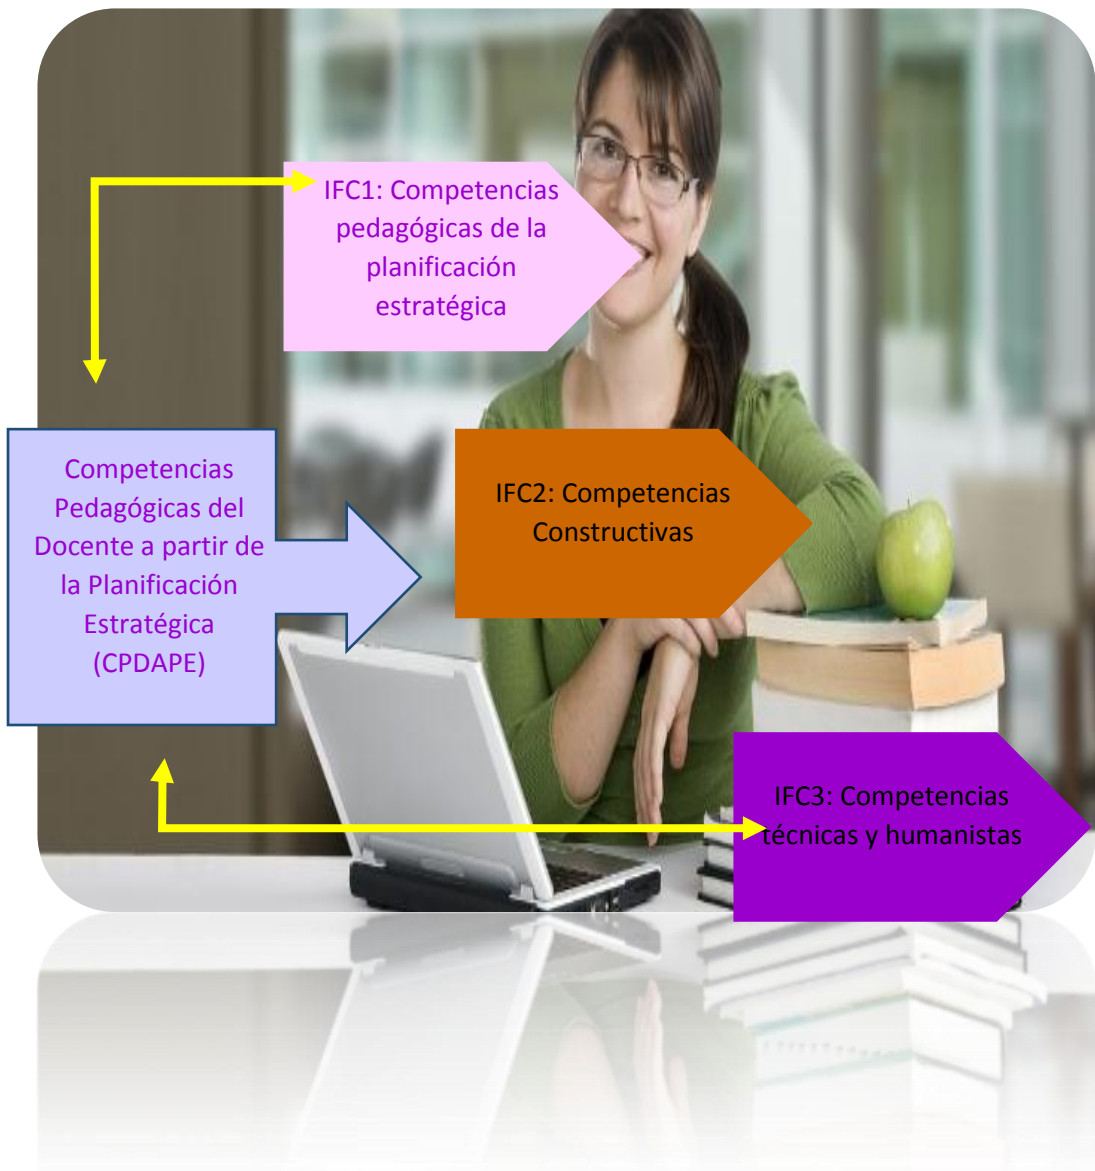 IFC1: Competencias
pedagógicas de la
planificación
estratégica
Competencias
Pedagógicas del
Docente a partir de
la Planificación
Estratégica
(CPDAPE)
IFC2: Competencias
Constructivas
IFC3: Competencias
técnicas y humanistas